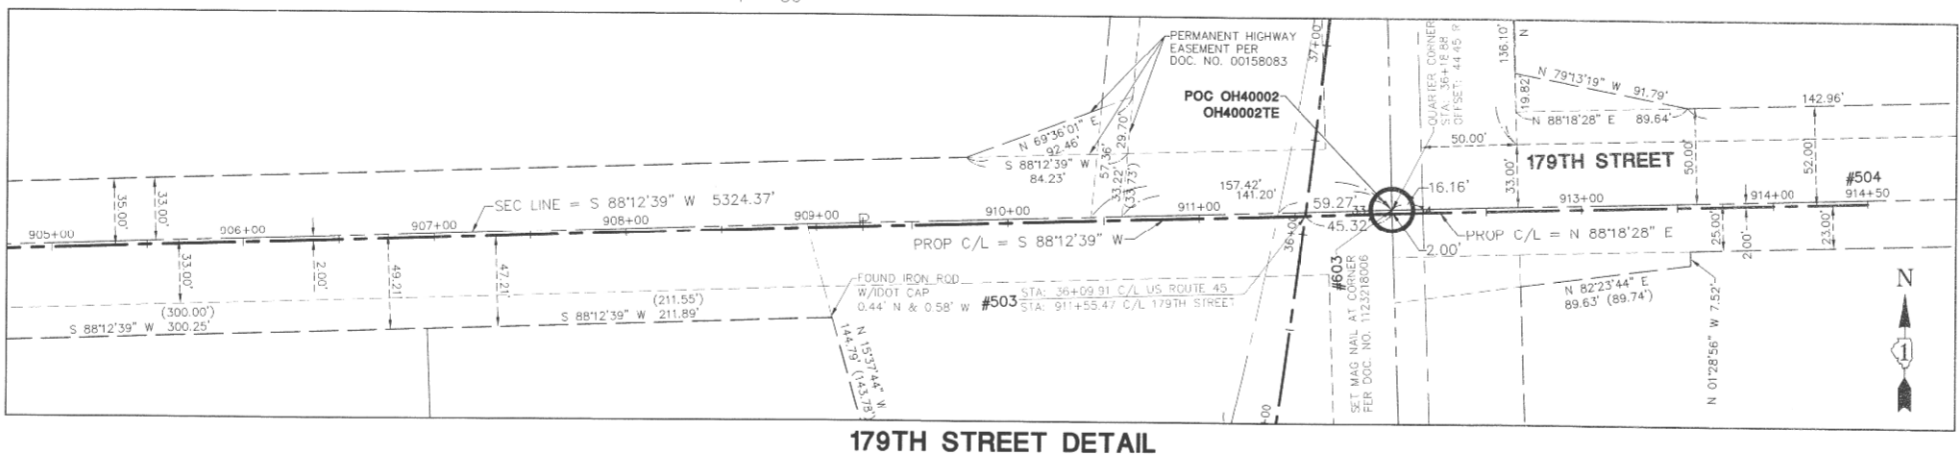 PERMANENT HIGHWAY
EASEMENT PER
DOC. NO. 00158083
POC OH40002
OH40002TE
37+00
QUARTER CORNER
STA: 36+18.88
OFFSET: 44.45 R
136.10'
N
19.82'
N 79°13'19" W 91.79'
N 88°18'28" E 89.64'
142.96'
50.00'
179TH STREET
33.00'
50.00'
52.00'
#504
914+50
N 69°36'01" E
92.46'
S 88°12'39" W
84.23'
57.36'
29.70'
33.22'
(33.73')
157.42'
141.20'
59.27'
33
45.32'
16.16'
2.00'
35.00'
33.00'
SEC LINE = S 88°12'39" W 5324.37'
905+00
906+00
907+00
908+00
909+00
910+00
911+00
913+00
914+00
PROP C/L = S 88°12'39" W
PROP C/L = N 88°18'28" E
36+00
33.00'
2.00'
49.21'
47.21'
25.00'
2.00'
23.00'
FOUND IRON ROD
W/IDOT CAP
0.44' N & 0.58' W
#503
STA: 36+09.91 C/L US ROUTE 45
STA: 911+55.47 C/L 179TH STREET
#603
SET MAG NAIL AT CORNER
PER DOC. NO. 1123218006
(300.00')
S 88°12'39" W 300.25'
(211.55')
S 88°12'39" W 211.89'
N 15°37'44" W
144.79' (143.78')
N 82°23'44" E
89.63' (89.74')
N 01°28'56" W 7.52'
N
1
+00
179TH STREET DETAIL